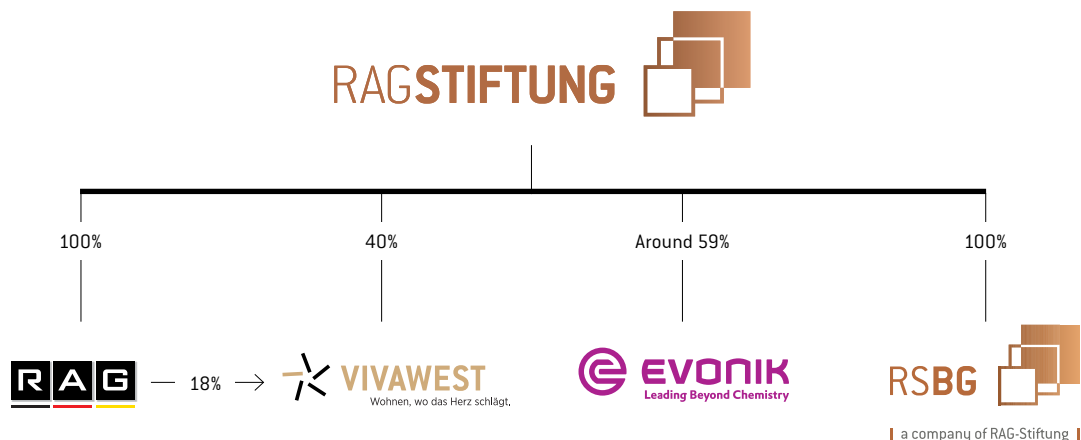 RAGSTIFTUNG
100%
40%
Around 59%
100%
RAG
18%
VIVAWEST
Wohnen, wo das Herz schlägt.
EVONIK
Leading Beyond Chemistry
RSBG
a company of RAG-Stiftung